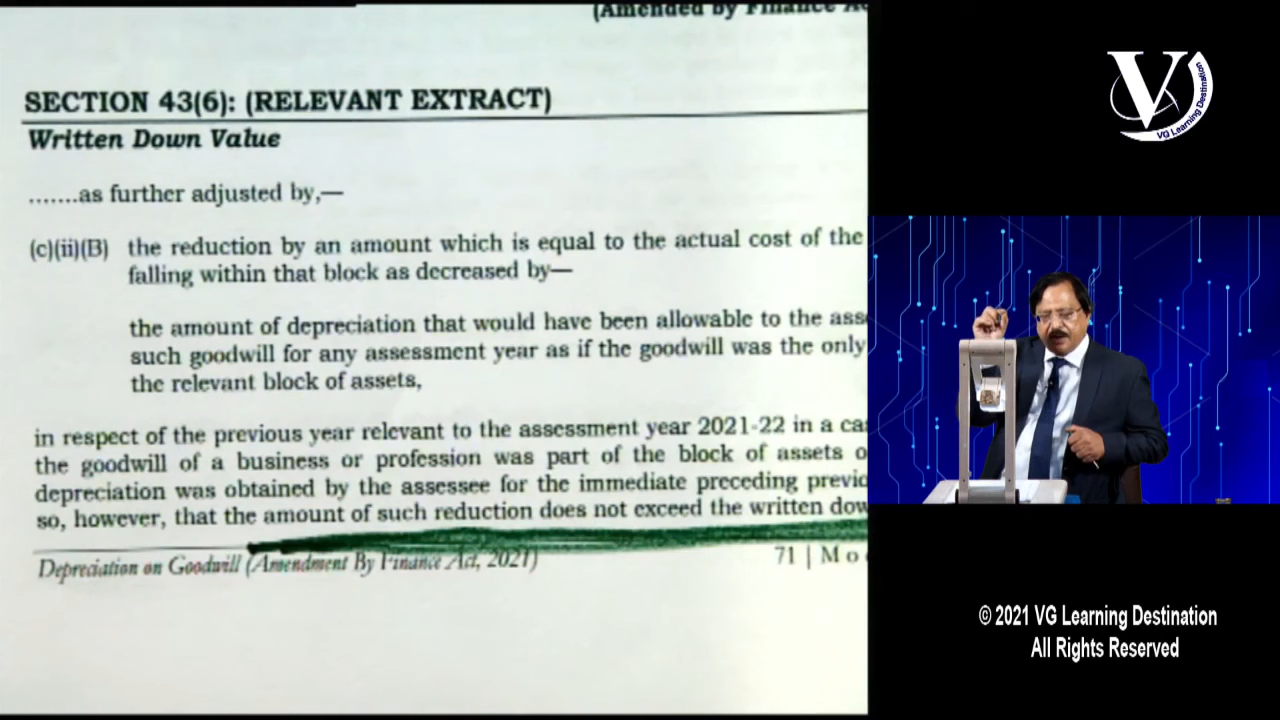 (Amended by Finance
SECTION 43(6): (RELEVANT EXTRACT)
Written Down Value
.......as further adjusted by,—
(c)(ii)(B) the reduction by an amount which is equal to the actual cost of the
falling within that block as decreased by—
the amount of depreciation that would have been allowable to the ass
such goodwill for any assessment year as if the goodwill was the only
the relevant block of assets,
in respect of the previous year relevant to the assessment year 2021-22 in a ca
the goodwill of a business or profession was part of the block of assets o
depreciation was obtained by the assessee for the immediate preceding previo
so, however, that the amount of such reduction does not exceed the written dow
Depreciation on Goodwill (Amendment By Finance Act, 2021)
71 | M o
V
VG Learning Destination
© 2021 VG Learning Destination
All Rights Reserved